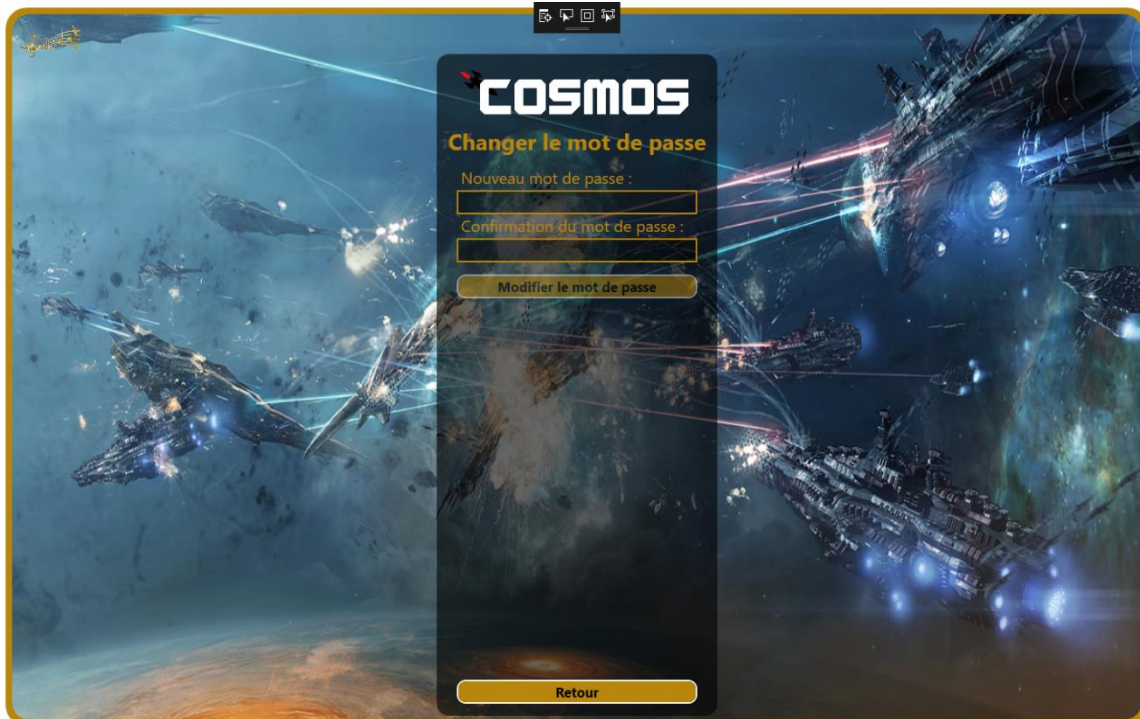 COSMOS
Changer le mot de passe
Nouveau mot de passe :
Confirmation du mot de passe :
Modifier le mot de passe
Retour